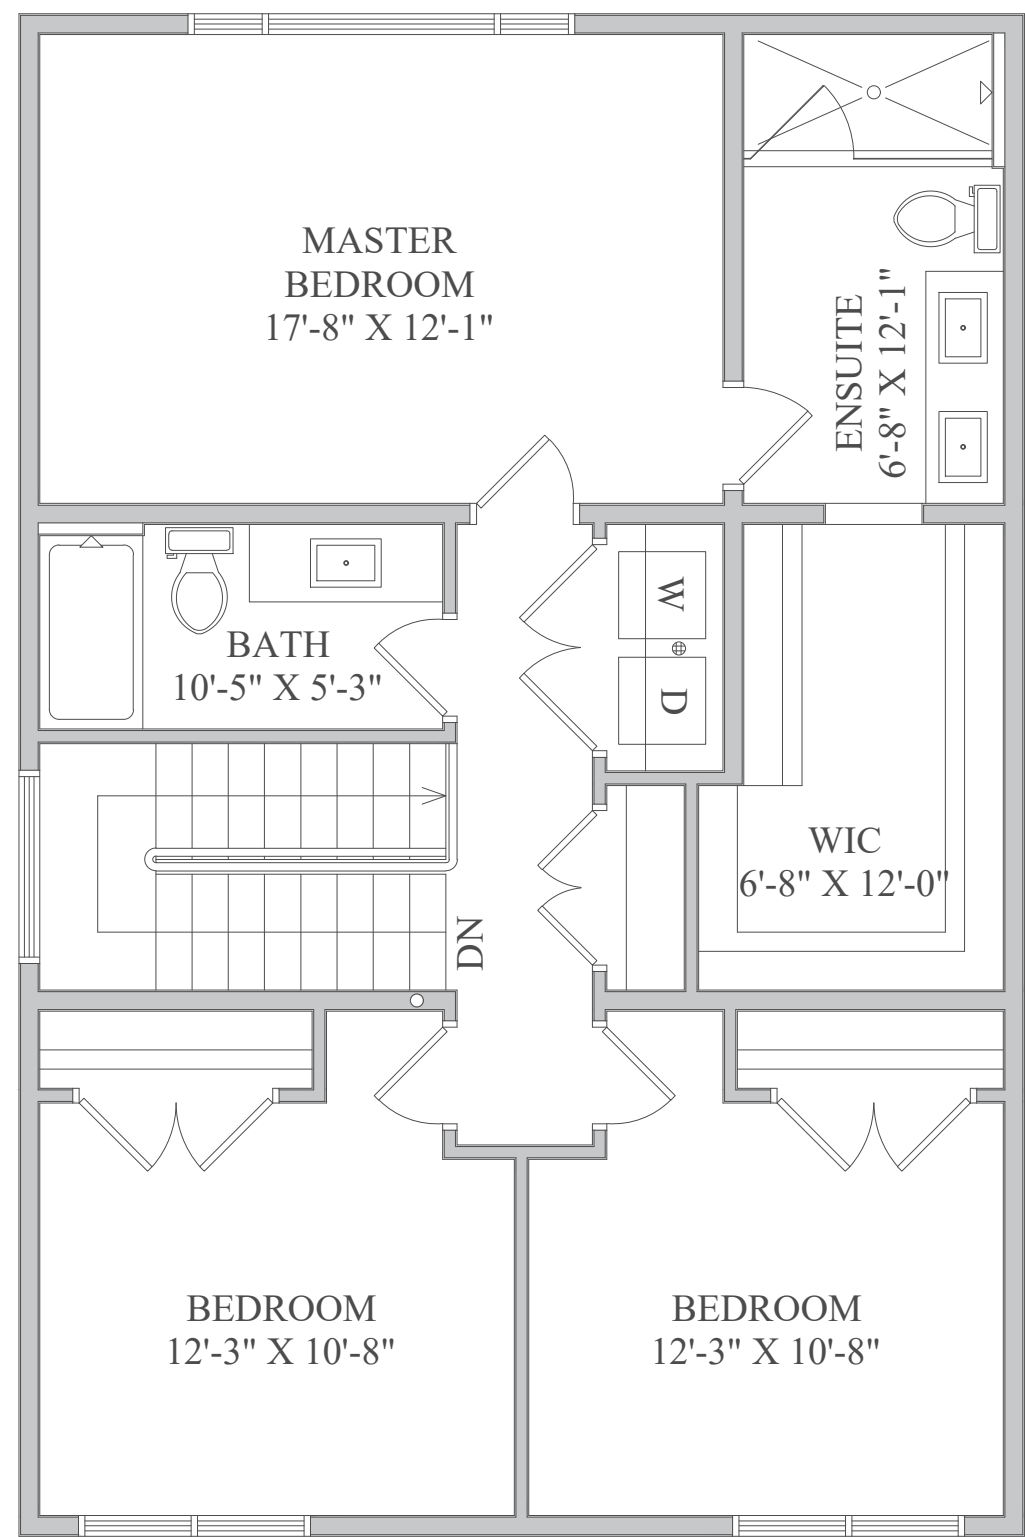 MASTER
BEDROOM
17'-8" X 12'-1"
ENSUITE
6'-8" X 12'-1"
BATH
10'-5" X 5'-3"
W
D
WIC
6'-8" X 12'-0"
DN
BEDROOM
12'-3" X 10'-8"
BEDROOM
12'-3" X 10'-8"